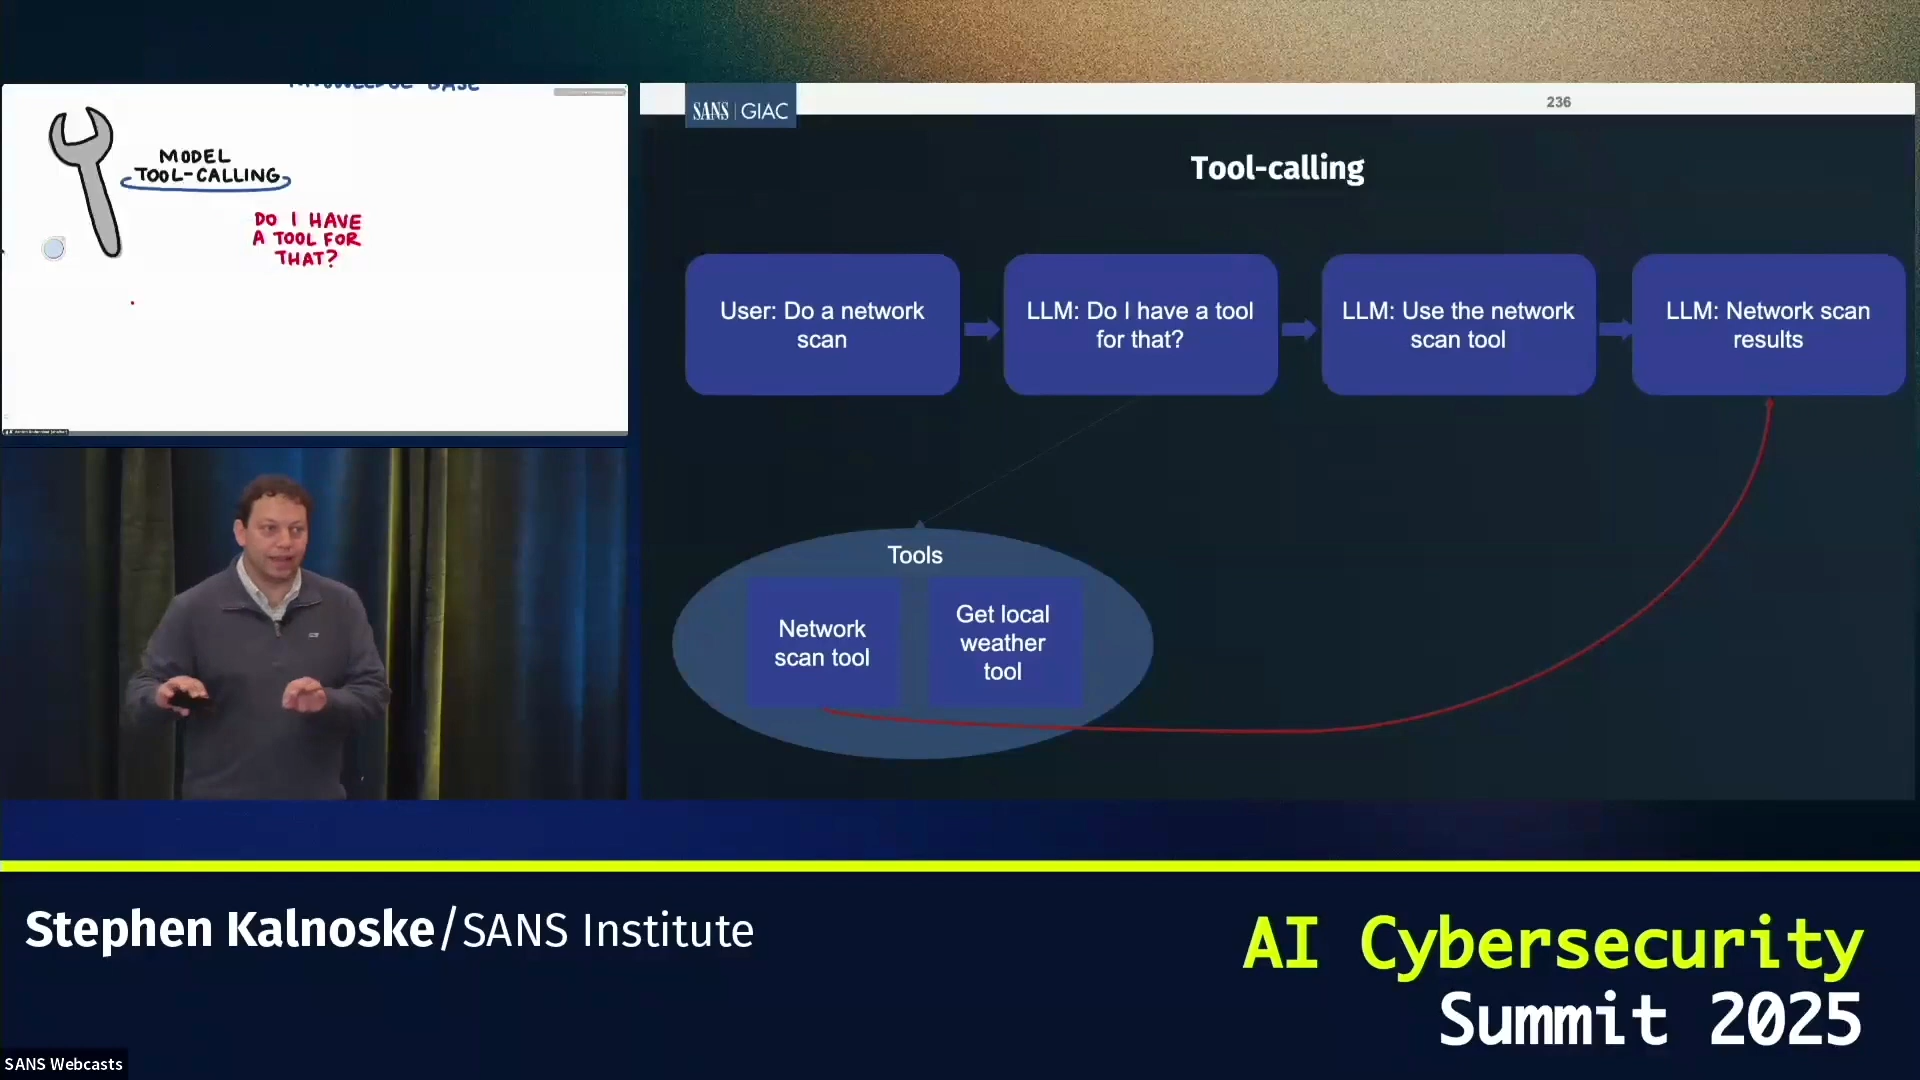 KNOWLEDGE BASE
MODEL
TOOL-CALLING
DO I HAVE
A TOOL FOR
THAT?
SANS | GIAC
236
Tool-calling
User: Do a network
scan
LLM: Do I have a tool
for that?
LLM: Use the network
scan tool
LLM: Network scan
results
Tools
Network
scan tool
Get local
weather
tool
Stephen Kalnoske/SANS Institute
AI Cybersecurity
Summit 2025
SANS Webcasts